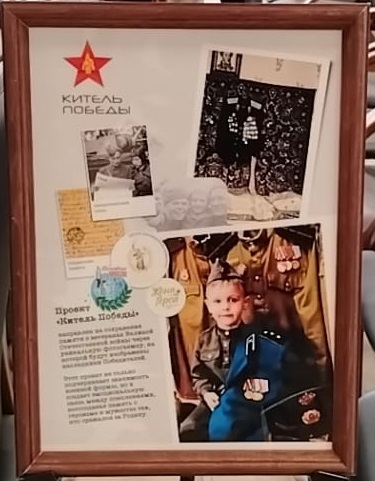 КИТЕЛЬ
ПОБЕДЫ
Проект
«Китель Победы»
направлен на сохранение
памяти о ветеранах Великой
Отечественной войны через
уникальную фотосъемку, на
которой будут изображены
наследники Победителей.
Этот проект не только
подчеркивает значимость
военной формы, но и
создает эмоциональную
связь между поколениями,
воплощая память о
героизме и мужестве тех,
кто сражался за Родину.